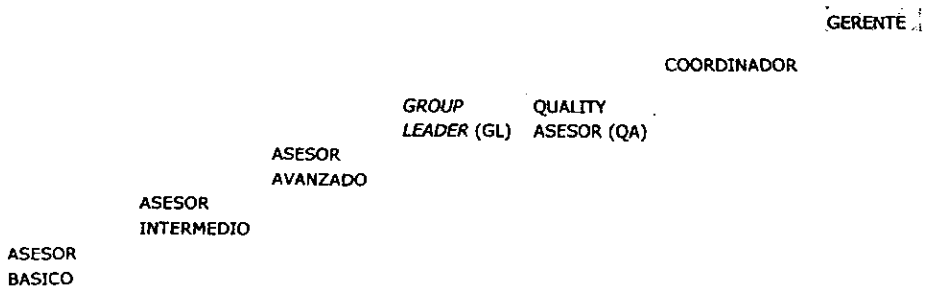 GERENTE
COORDINADOR
GROUP QUALITY
LEADER (GL) ASESOR (QA)
ASESOR
AVANZADO
ASESOR
INTERMEDIO
ASESOR
BASICO